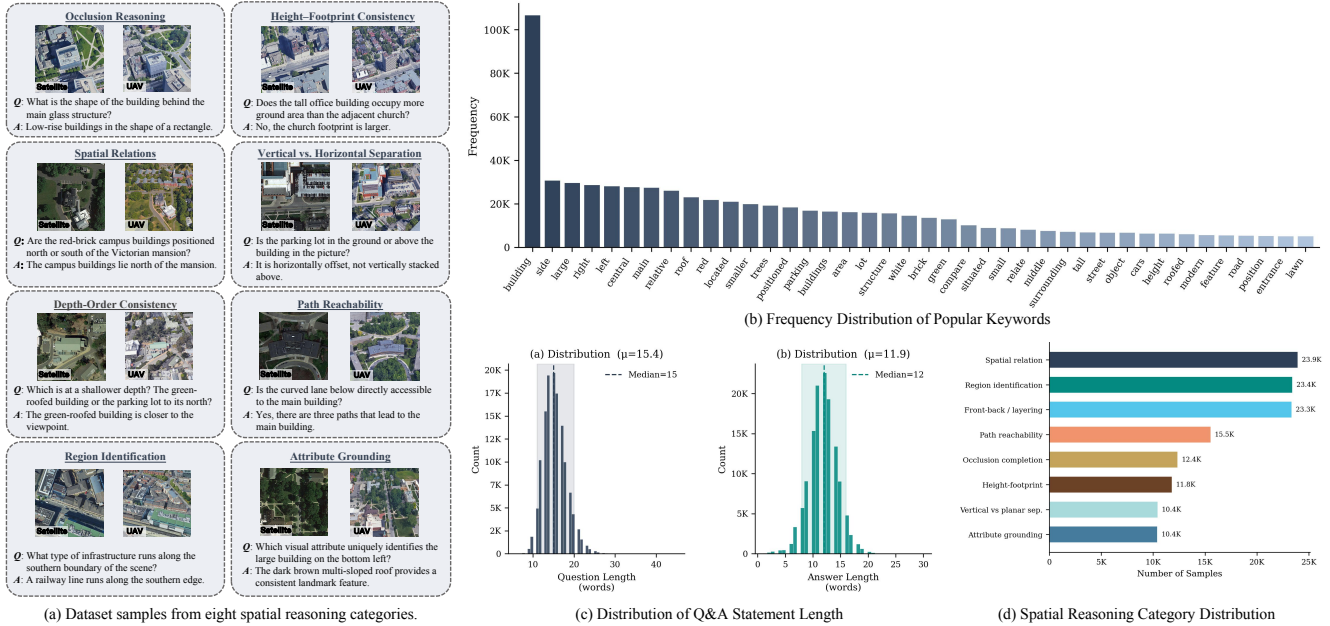 Occlusion Reasoning
Satellite
UAV
Q: What is the shape of the building behind the
main glass structure?
A: Low-rise buildings in the shape of a rectangle.
Height–Footprint Consistency
Satellite
UAV
Q: Does the tall office building occupy more
ground area than the adjacent church?
A: No, the church footprint is larger.
Spatial Relations
Satellite
UAV
Q: Are the red-brick campus buildings positioned
north or south of the Victorian mansion?
A: The campus buildings lie north of the mansion.
Vertical vs. Horizontal Separation
Satellite
UAV
Q: Is the parking lot in the ground or above the
building in the picture?
A: It is horizontally offset, not vertically stacked
above.
Depth-Order Consistency
Satellite
UAV
Q: Which is at a shallower depth? The green-
roofed building or the parking lot to its north?
A: The green-roofed building is closer to the
viewpoint.
Path Reachability
Satellite
UAV
Q: Is the curved lane below directly accessible
to the main building?
A: Yes, there are three paths that lead to the
main building.
Region Identification
Satellite
UAV
Q: What type of infrastructure runs along the
southern boundary of the scene?
A: A railway line runs along the southern edge.
Attribute Grounding
Satellite
UAV
Q: Which visual attribute uniquely identifies the
large building on the bottom left?
A: The dark brown multi-sloped roof provides a
consistent landmark feature.
(a) Dataset samples from eight spatial reasoning categories.
Frequency
100K
80K
60K
40K
20K
0
building
side
large
right
left
central
main
relative
roof
red
located
smaller
trees
positioned
parking
buildings
area
lot
structure
white
brick
green
compare
situated
small
relate
middle
surrounding
tall
street
object
cars
height
roofed
modern
feature
road
position
entrance
lawn
(b) Frequency Distribution of Popular Keywords
(a) Distribution (μ=15.4)
Median=15
Count
20K
17K
15K
13K
10K
7K
5K
2K
0
10
20
30
40
Question Length
(words)
(b) Distribution (μ=11.9)
Median=12
Count
22K
20K
17K
15K
13K
10K
7K
5K
2K
0
0
5
10
15
20
25
30
Answer Length
(words)
(c) Distribution of Q&A Statement Length
Spatial relation
23.9K
Region identification
23.4K
Front-back / layering
23.3K
Path reachability
15.5K
Occlusion completion
12.4K
Height-footprint
11.8K
Vertical vs planar sep.
10.4K
Attribute grounding
10.4K
0
5K
10K
15K
20K
25K
Number of Samples
(d) Spatial Reasoning Category Distribution